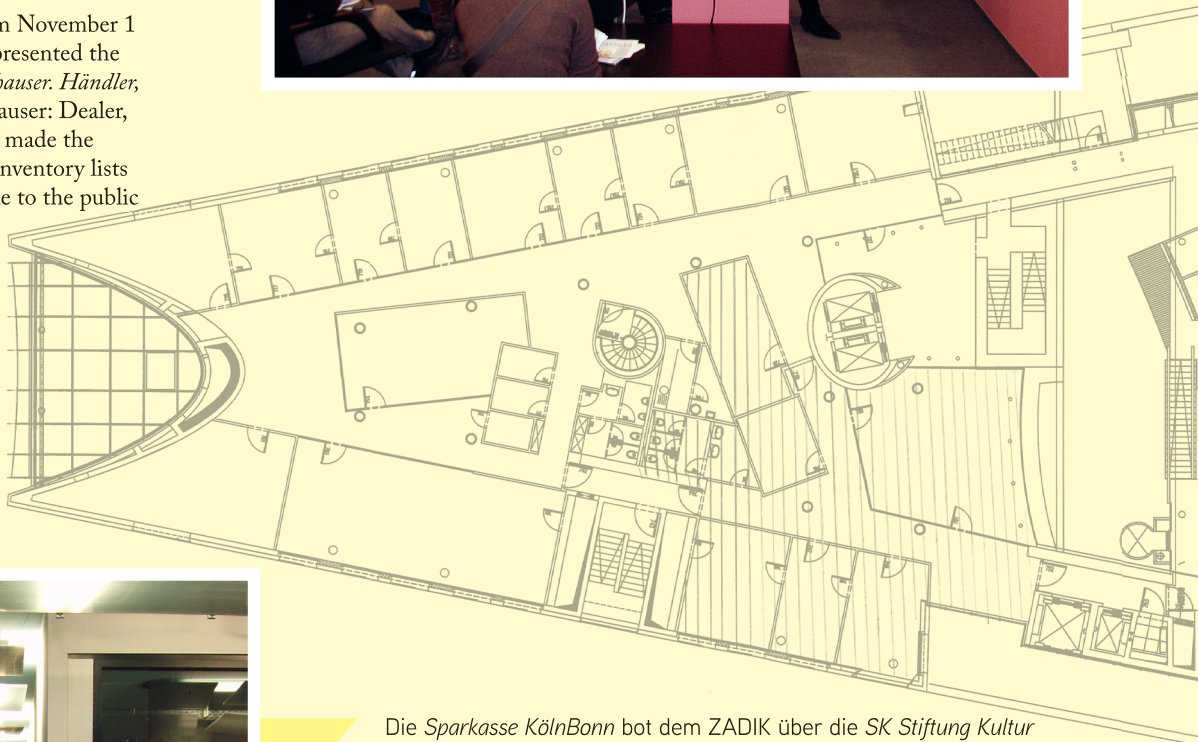 m November 1
presented the
hauser. Händler,
auser: Dealer,
made the
inventory lists
e to the public
Die Sparkasse KölnBonn bot dem ZADIK über die SK Stiftung Kultur